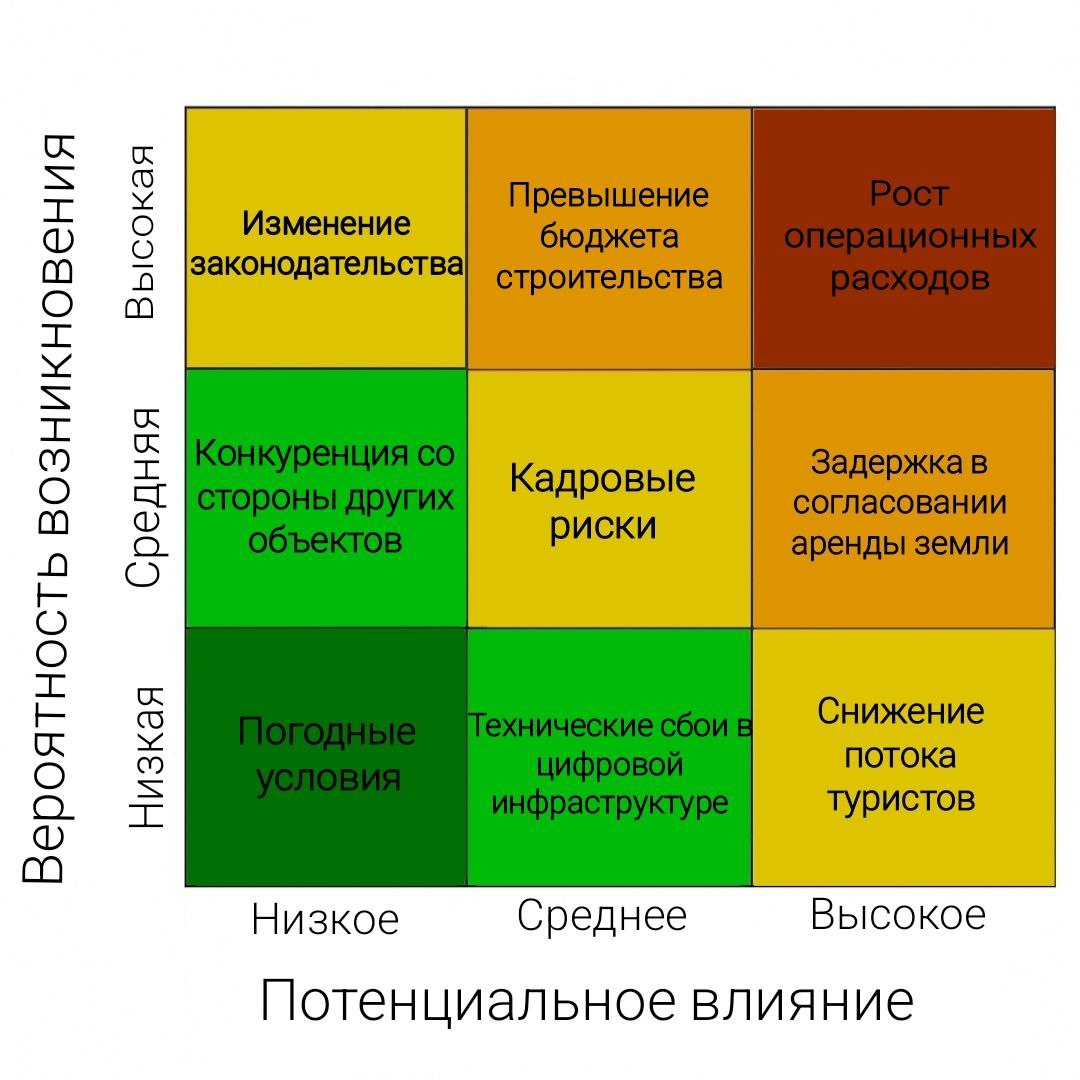 Вероятность возникновения
Высокая
Изменение
законодательства
Превышение
бюджета
строительства
Рост
операционных
расходов
Средняя
Конкуренция со
стороны других
объектов
Кадровые
риски
Задержка в
согласовании
аренды земли
Низкая
Погодные
условия
Технические сбои в
цифровой
инфраструктуре
Снижение
потока
туристов
Низкое
Среднее
Высокое
Потенциальное влияние